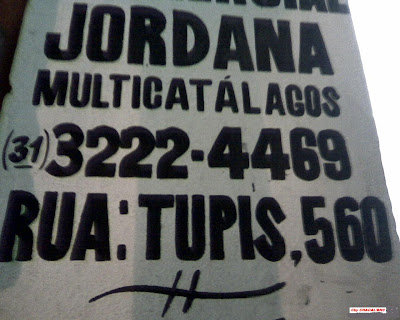 JORDANA
MULTICATÁLAGOS
(31) 3222-4469
RUA: TUPIS, 560